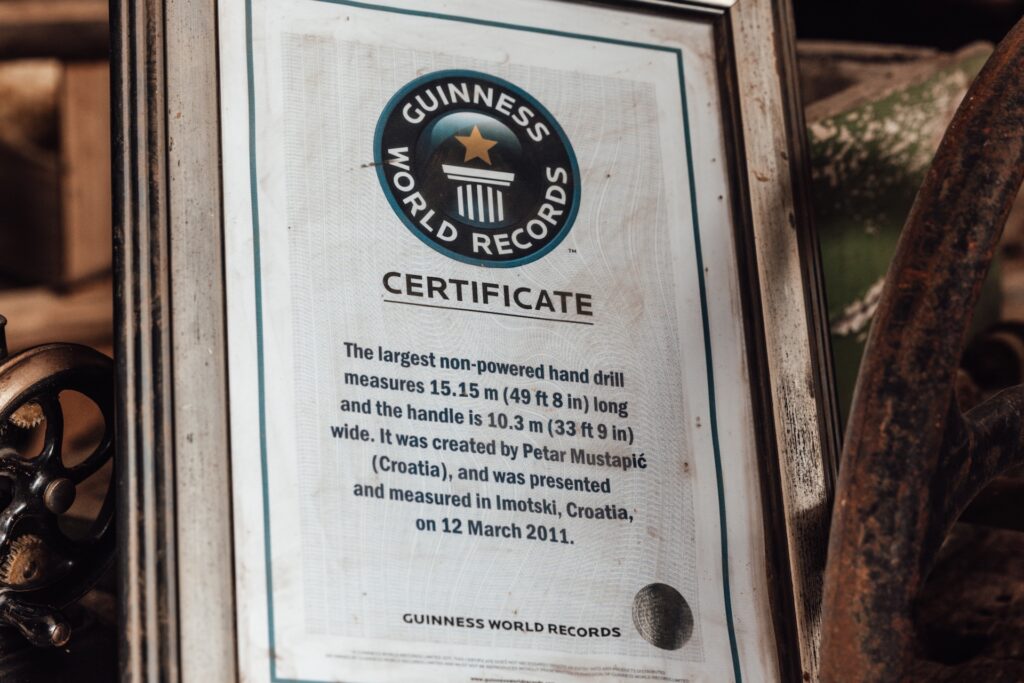 GUINNESS
WORLD RECORDS
™
CERTIFICATE
The largest non-powered hand drill
measures 15.15 m (49 ft 8 in) long
and the handle is 10.3 m (33 ft 9 in)
wide. It was created by Petar Mustapić
(Croatia), and was presented
and measured in Imotski, Croatia,
on 12 March 2011.
GUINNESS WORLD RECORDS